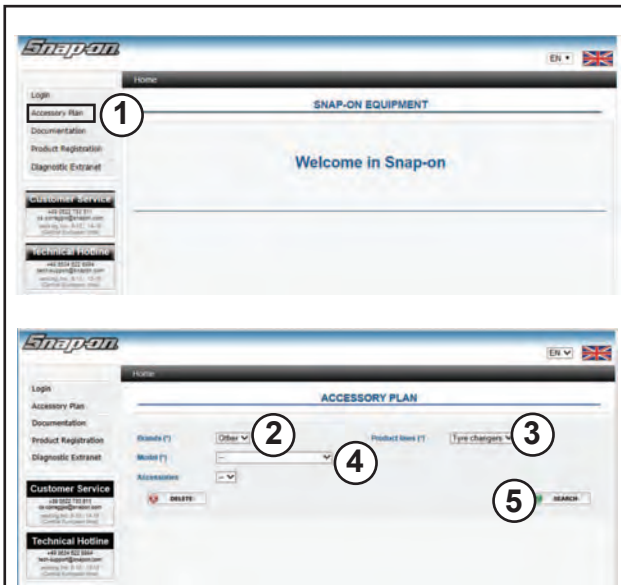 Snap-on
EN
Home
Login
Accessory Plan
1
Documentation
Product Registration
Diagnostic Extranet
SNAP-ON EQUIPMENT
Welcome in Snap-on
Customer Service
Technical Hotline
Snap-on
EN
Home
Login
Accessory Plan
Documentation
Product Registration
Diagnostic Extranet
ACCESSORY PLAN
Brands (*) Other 2 Product lines (*) Tyre changers 3
Model (*) -- 4
Accessories --
DELETE 5 SEARCH
Customer Service
Technical Hotline